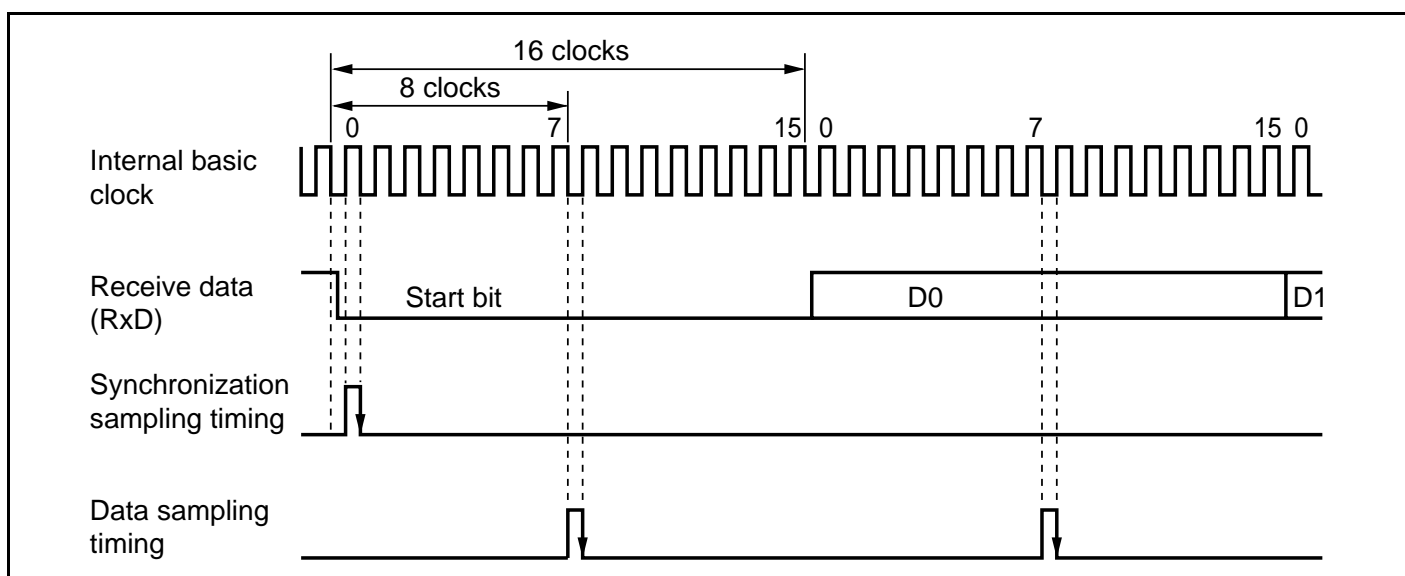 16 clocks
8 clocks
0 7 15 0 7 15 0
Internal basic
clock
Receive data
(RxD)
Start bit D0 D1
Synchronization
sampling timing
Data sampling
timing